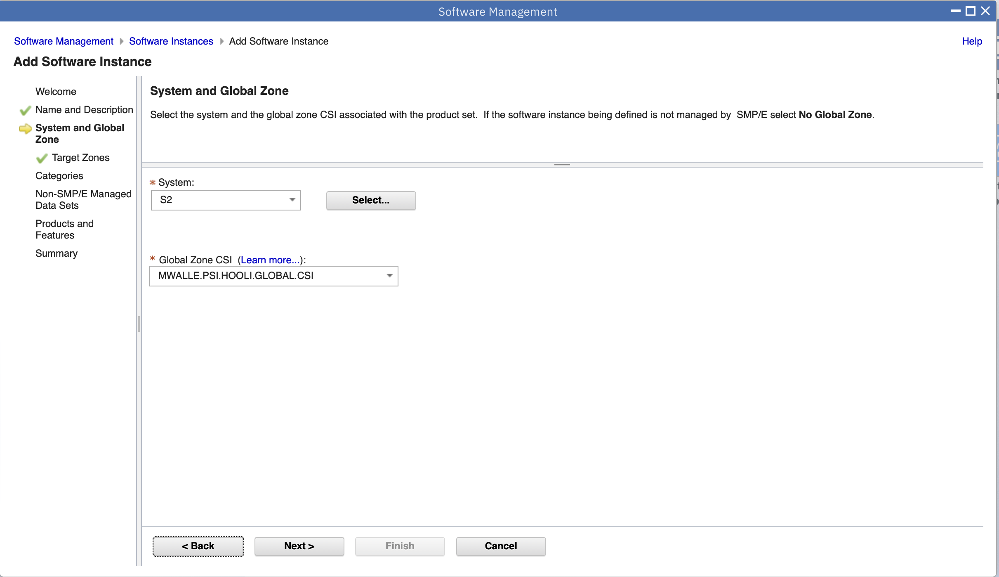 Software Management
Software Management Software Instances Add Software Instance
Help
Add Software Instance
Welcome
Name and Description
System and Global
Zone
Target Zones
Categories
Non-SMP/E Managed
Data Sets
Products and
Features
Summary
System and Global Zone
Select the system and the global zone CSI associated with the product set.  If the software instance being defined is not managed by  SMP/E select No Global Zone.
* System:
S2
Select...
* Global Zone CSI  (Learn more...):
MWALLE.PSI.HOOLI.GLOBAL.CSI
< Back
Next >
Finish
Cancel